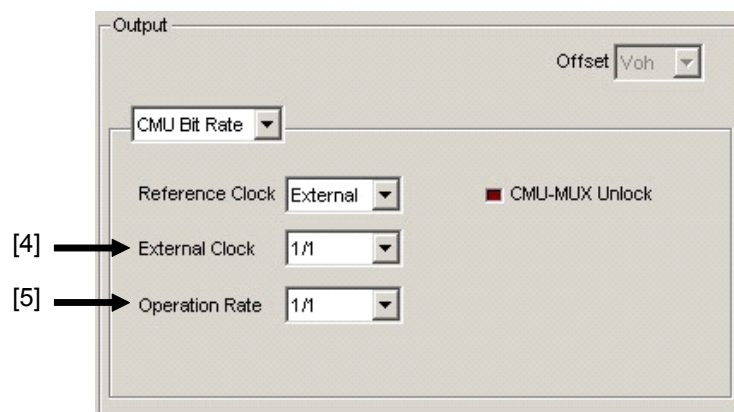 Output
Offset Voh
CMU Bit Rate
Reference Clock External CMU-MUX Unlock
[4] External Clock 1/1
[5] Operation Rate 1/1